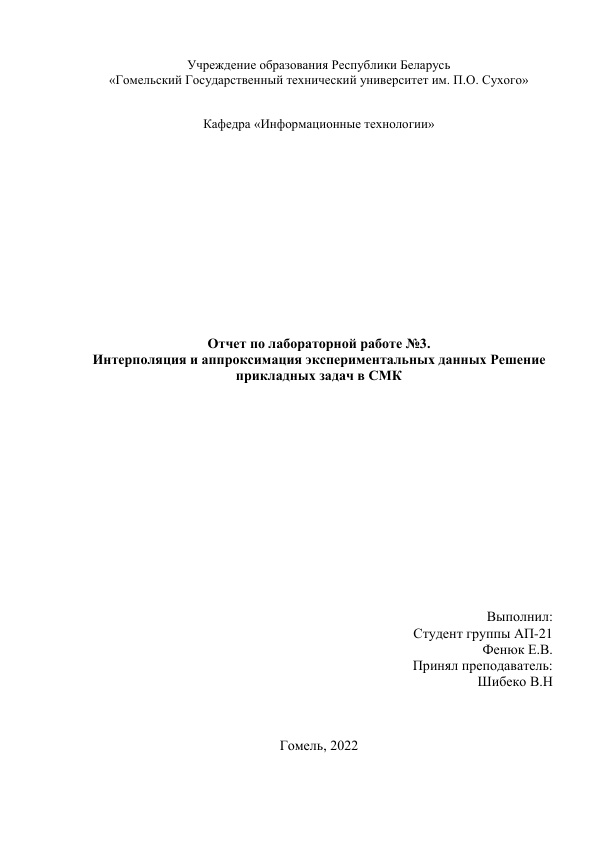 Учреждение образования Республики Беларусь
«Гомельский Государственный технический университет им. П.О. Сухого»
Кафедра «Информационные технологии»
Отчет по лабораторной работе №3.
Интерполяция и аппроксимация экспериментальных данных Решение
прикладных задач в СМК
Выполнил:
Студент группы АП-21
Фенюк Е.В.
Принял преподаватель:
Шибеко В.Н
Гомель, 2022